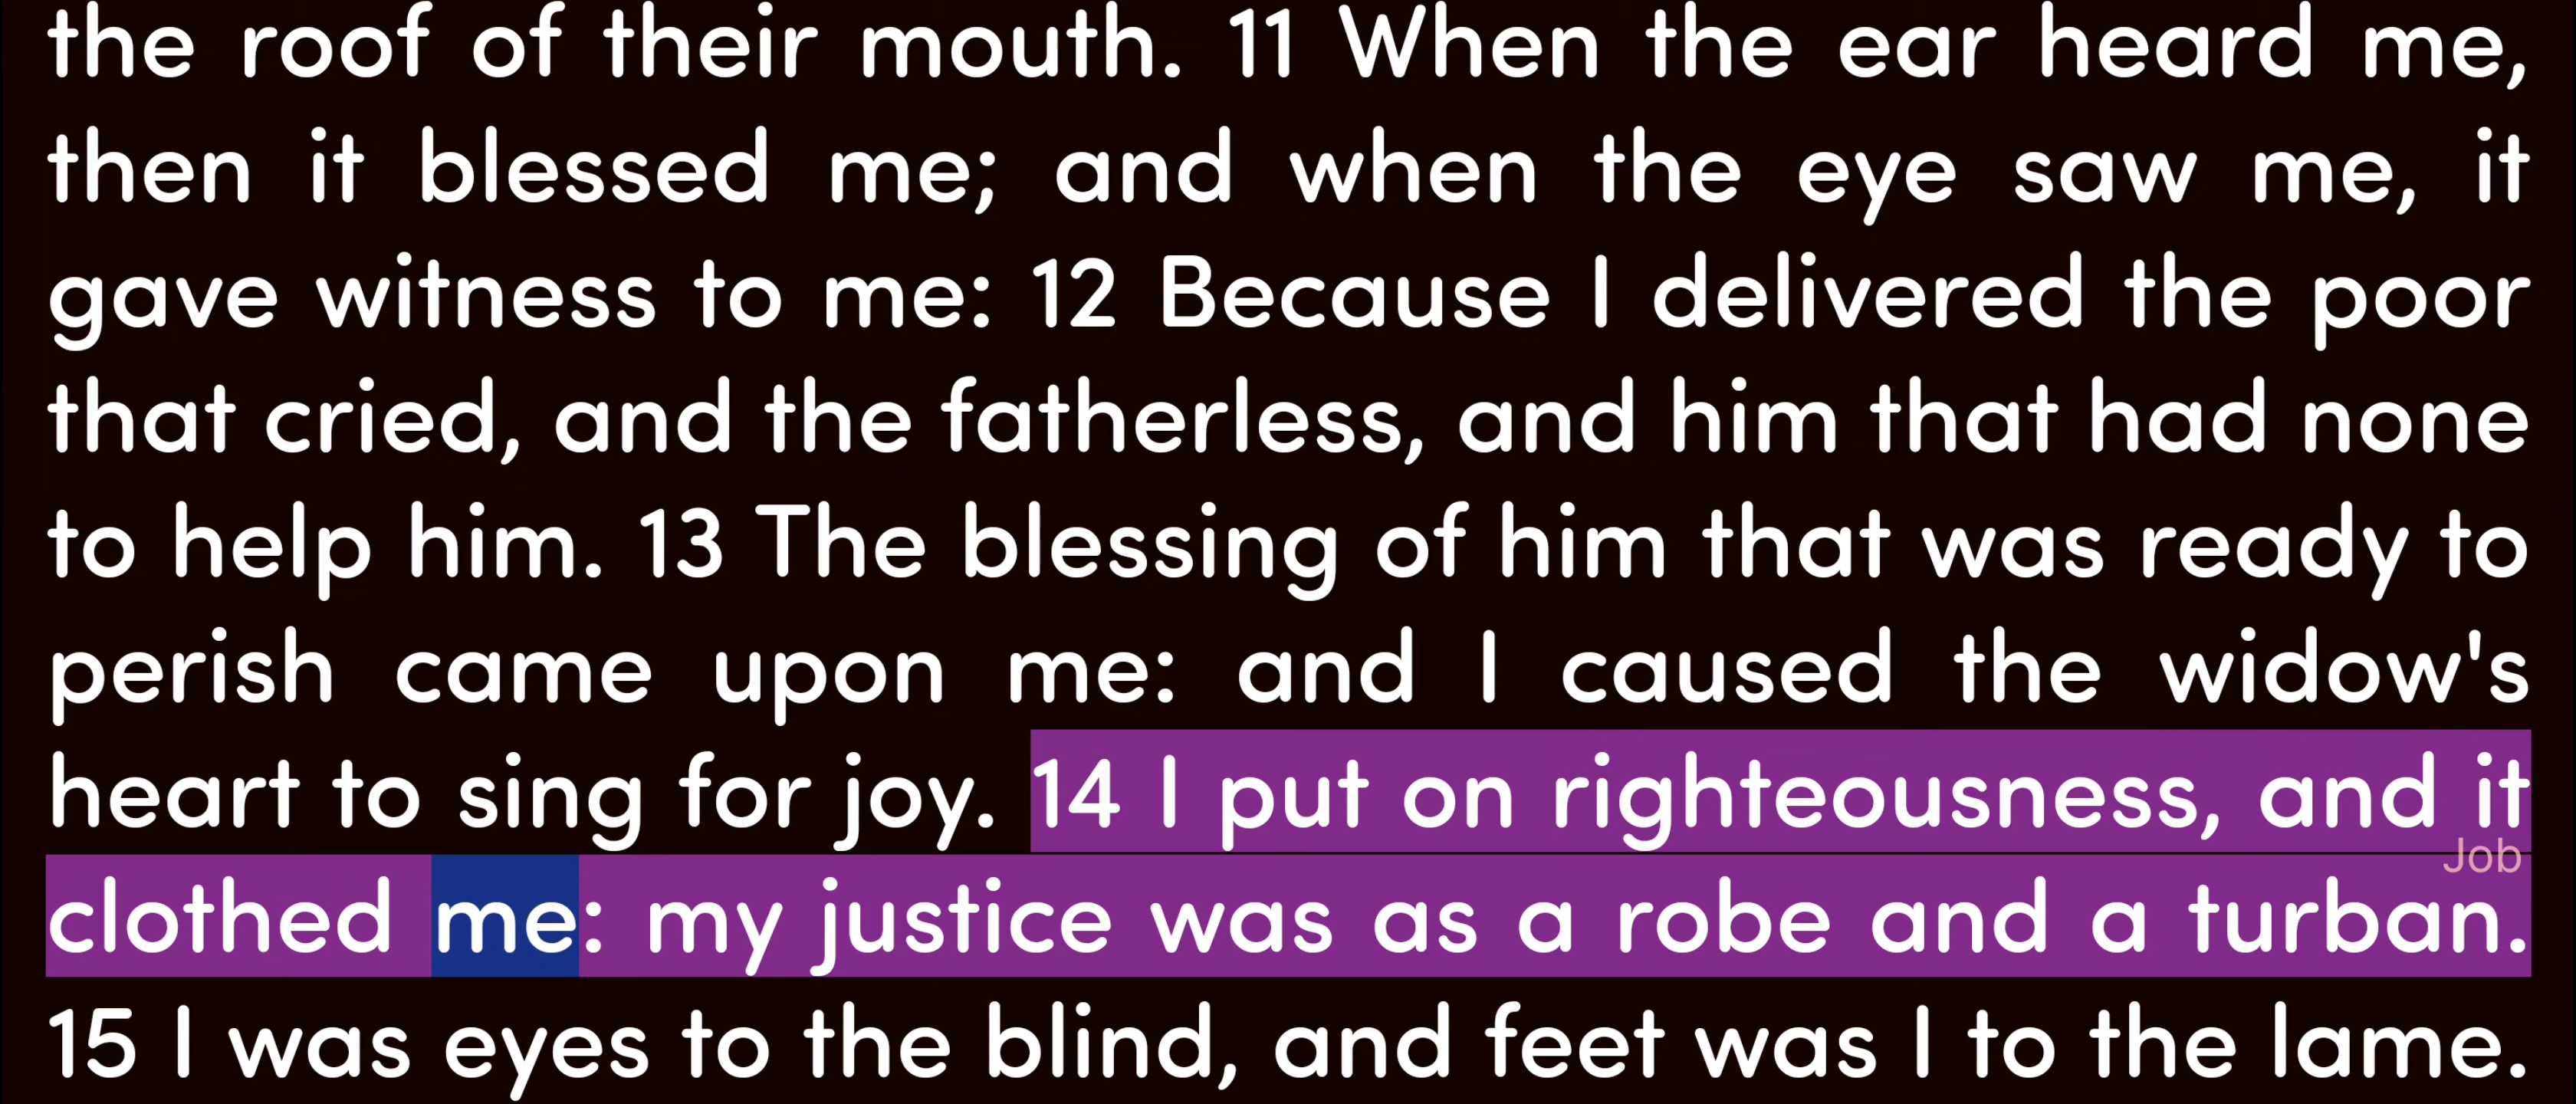 the roof of their mouth. 11 When the ear heard me,
then it blessed me; and when the eye saw me, it
gave witness to me: 12 Because I delivered the poor
that cried, and the fatherless, and him that had none
to help him. 13 The blessing of him that was ready to
perish came upon me: and I caused the widow's
heart to sing for joy. 14 I put on righteousness, and it
Job
clothed me: my justice was as a robe and a turban.
15 I was eyes to the blind, and feet was I to the lame.